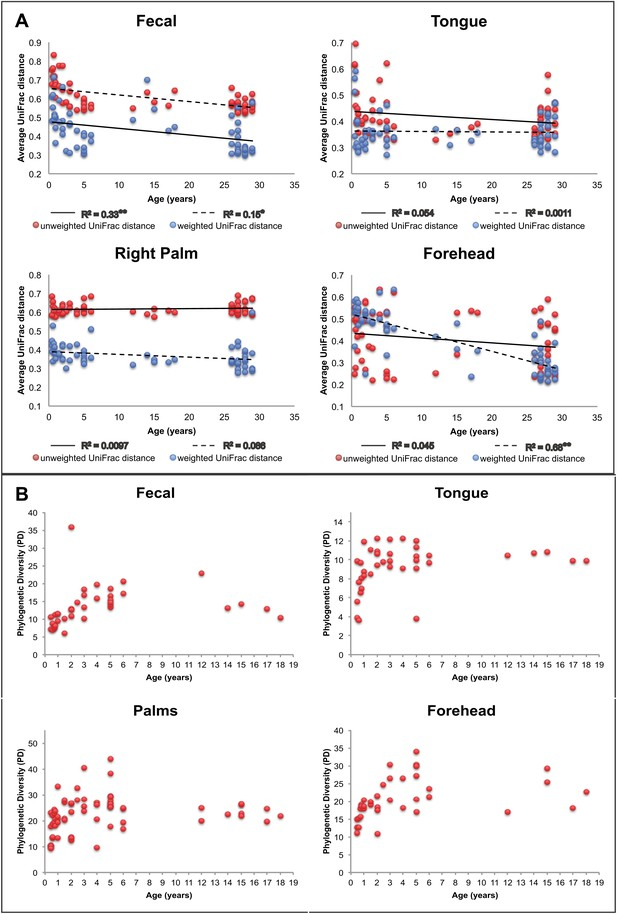 A
Fecal
Average UniFrac distance
0.9
0.8
0.7
0.6
0.5
0.4
0.3
0.2
0 5 10 15 20 25 30 35
Age (years)
R² = 0.33**
R² = 0.15*
unweighted UniFrac distance
weighted UniFrac distance
Tongue
Average UniFrac distance
0.7
0.6
0.5
0.4
0.3
0.2
0 5 10 15 20 25 30 35
Age (years)
R² = 0.054
R² = 0.0011
unweighted UniFrac distance
weighted UniFrac distance
Right Palm
Average UniFrac distance
0.8
0.7
0.6
0.5
0.4
0.3
0.2
0.1
0 5 10 15 20 25 30 35
Age (years)
R² = 0.0097
R² = 0.086
unweighted UniFrac distance
weighted UniFrac distance
Forehead
Average UniFrac distance
0.7
0.6
0.5
0.4
0.3
0.2
0.1
0 5 10 15 20 25 30 35
Age (years)
R² = 0.045
R² = 0.68**
unweighted UniFrac distance
weighted UniFrac distance
B
Fecal
Phylogenetic Diversity (PD)
40
35
30
25
20
15
10
5
0
0 1 2 3 4 5 6 7 8 9 10 11 12 13 14 15 16 17 18 19
Age (years)
Tongue
Phylogenetic Diversity (PD)
14
12
10
8
6
4
2
0
0 1 2 3 4 5 6 7 8 9 10 11 12 13 14 15 16 17 18 19
Age (years)
Palms
Phylogenetic Diversity (PD)
50
40
30
20
10
0
0 1 2 3 4 5 6 7 8 9 10 11 12 13 14 15 16 17 18 19
Age (years)
Forehead
Phylogenetic Diversity (PD)
40
35
30
25
20
15
10
5
0
0 1 2 3 4 5 6 7 8 9 10 11 12 13 14 15 16 17 18 19
Age (years)